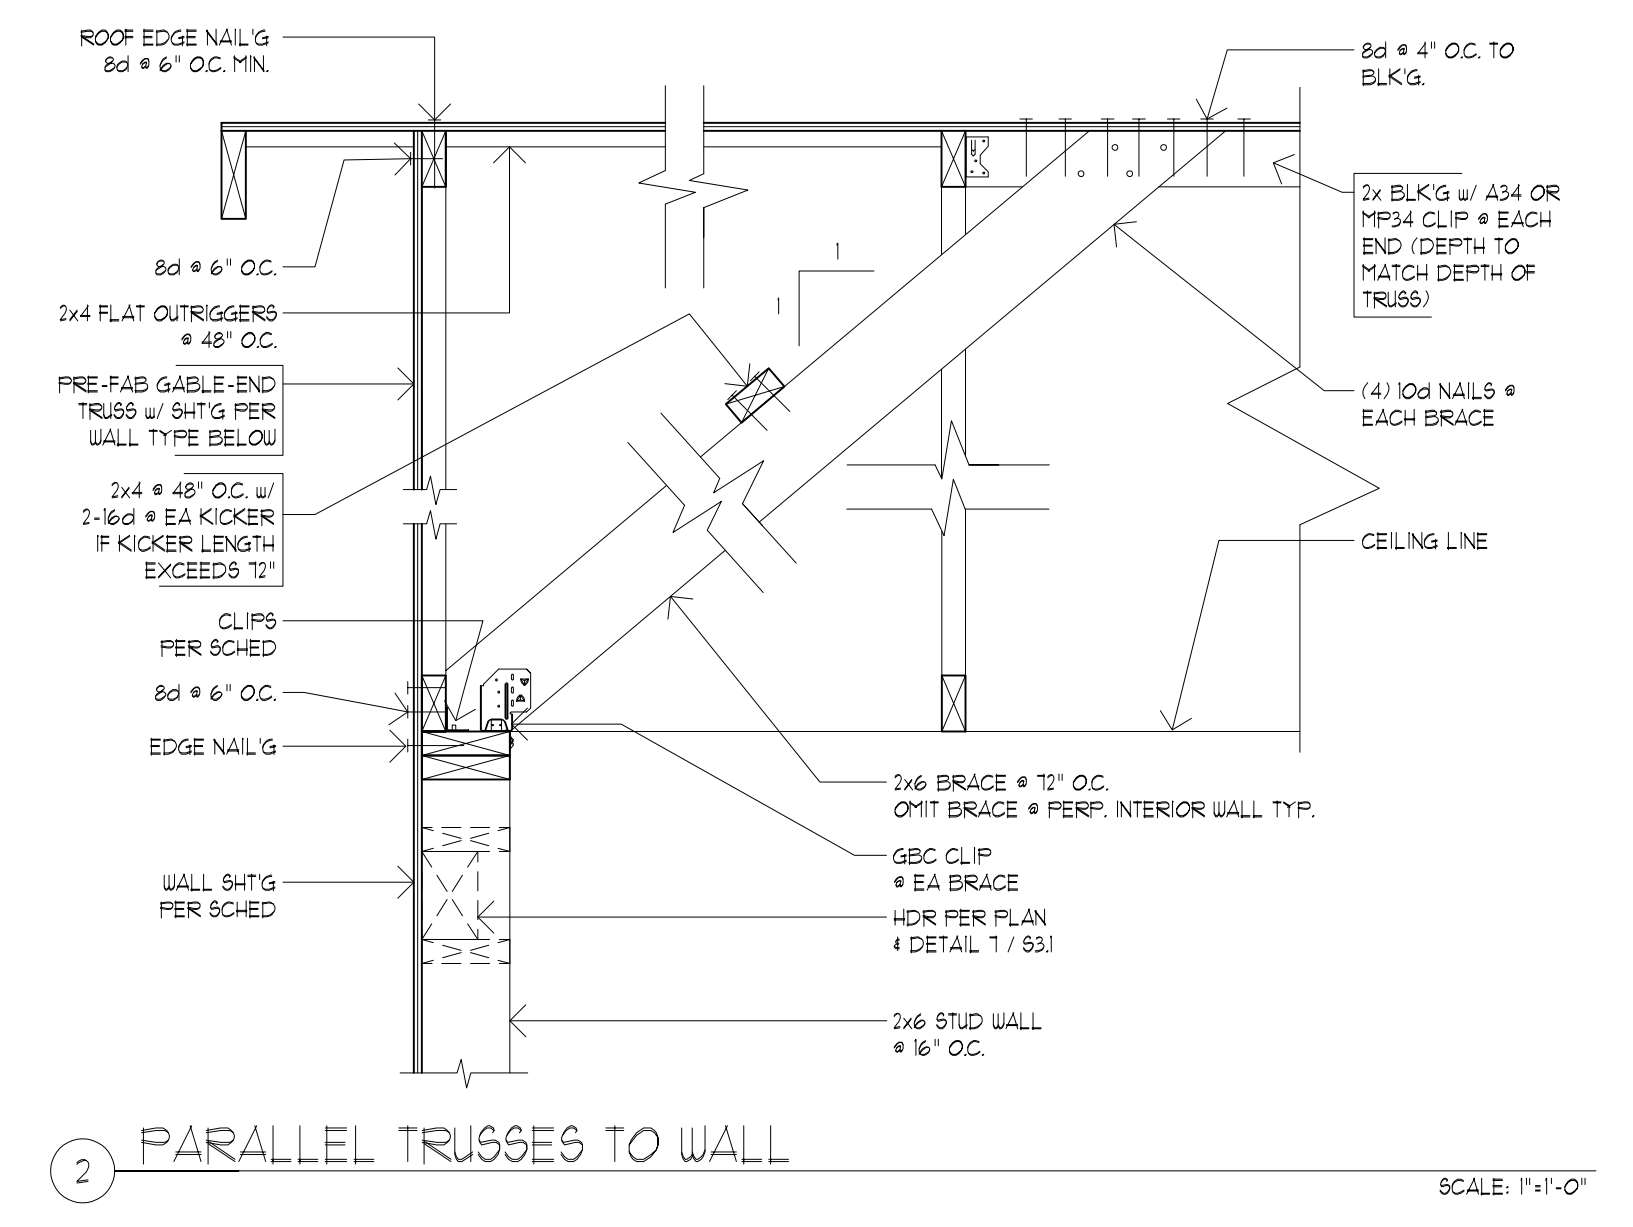 ROOF EDGE NAIL'G
8d @ 6" O.C. MIN.
8d @ 6" O.C.
2x4 FLAT OUTRIGGERS
@ 48" O.C.
PRE-FAB GABLE-END
TRUSS w/ SHT'G PER
WALL TYPE BELOW
2x4 @ 48" O.C. w/
2-16d @ EA KICKER
IF KICKER LENGTH
EXCEEDS 72"
CLIPS
PER SCHED
8d @ 6" O.C.
EDGE NAIL'G
WALL SHT'G
PER SCHED
1
1
8d @ 4" O.C. TO
BLK'G.
2x BLK'G w/ A34 OR
MP34 CLIP @ EACH
END (DEPTH TO
MATCH DEPTH OF
TRUSS)
(4) 10d NAILS @
EACH BRACE
CEILING LINE
2x6 BRACE @ 72" O.C.
OMIT BRACE @ PERP. INTERIOR WALL TYP.
GBC CLIP
@ EA BRACE
HDR PER PLAN
& DETAIL 7 / S3.1
2x6 STUD WALL
@ 16" O.C.
2 PARALLEL TRUSSES TO WALL
SCALE: 1"=1'-0"